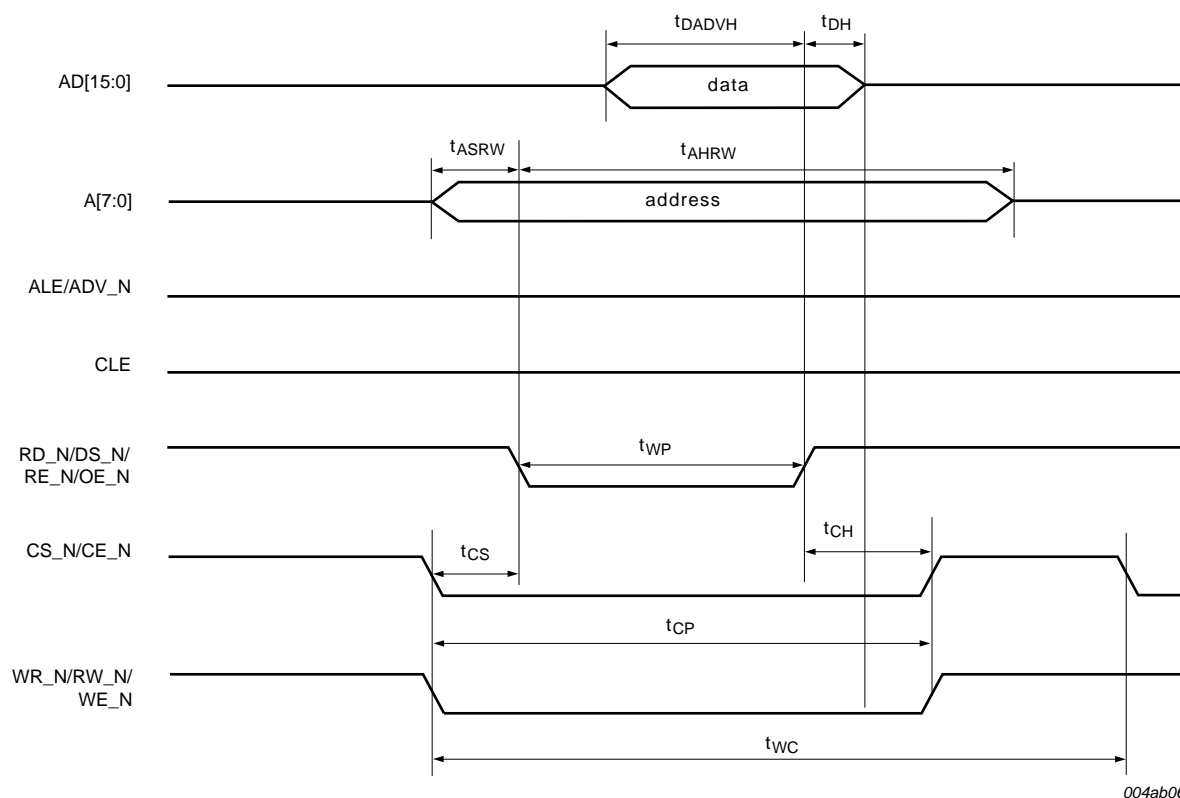 tDADVH
tDH
AD[15:0]
data
tASRW
tAHRW
A[7:0]
address
ALE/ADV_N
CLE
RD_N/DS_N/
RE_N/OE_N
tWP
CS_N/CE_N
tCS
tCH
tCP
WR_N/RW_N/
WE_N
tWC